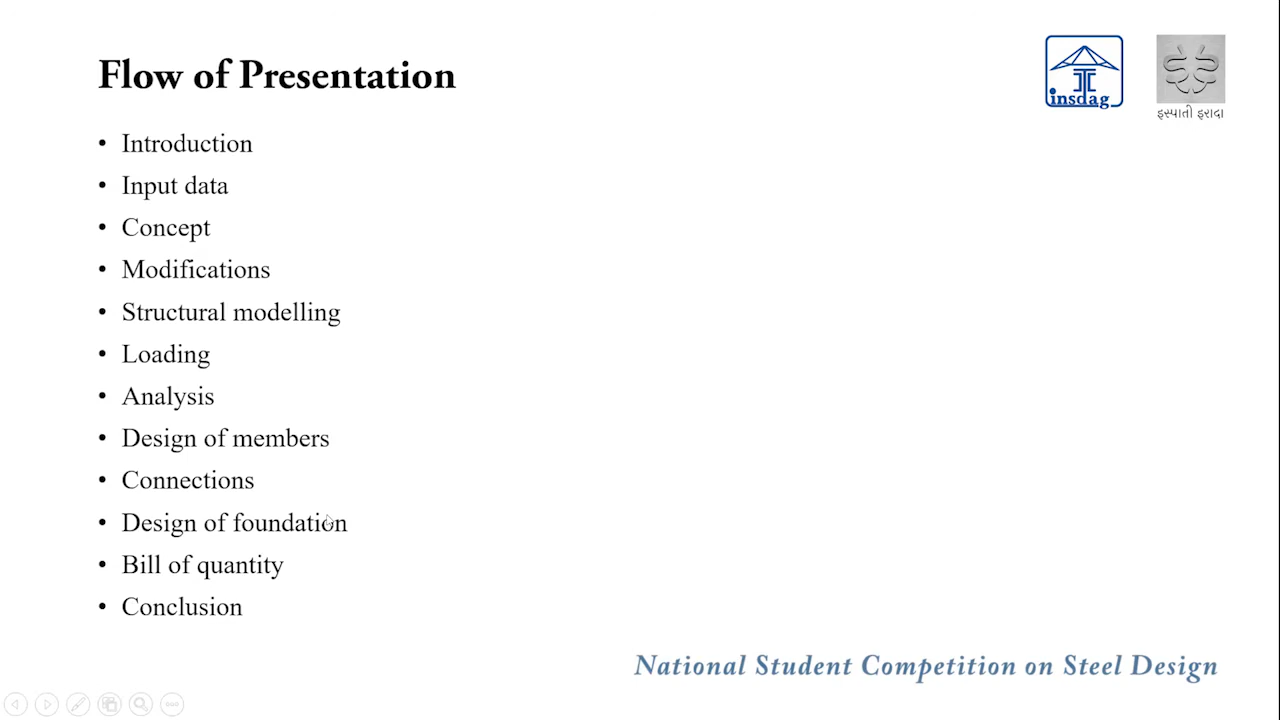 Flow of Presentation
insdag
इस्पाती इरादा
• Introduction
• Input data
• Concept
• Modifications
• Structural modelling
• Loading
• Analysis
• Design of members
• Connections
• Design of foundation
• Bill of quantity
• Conclusion
National Student Competition on Steel Design